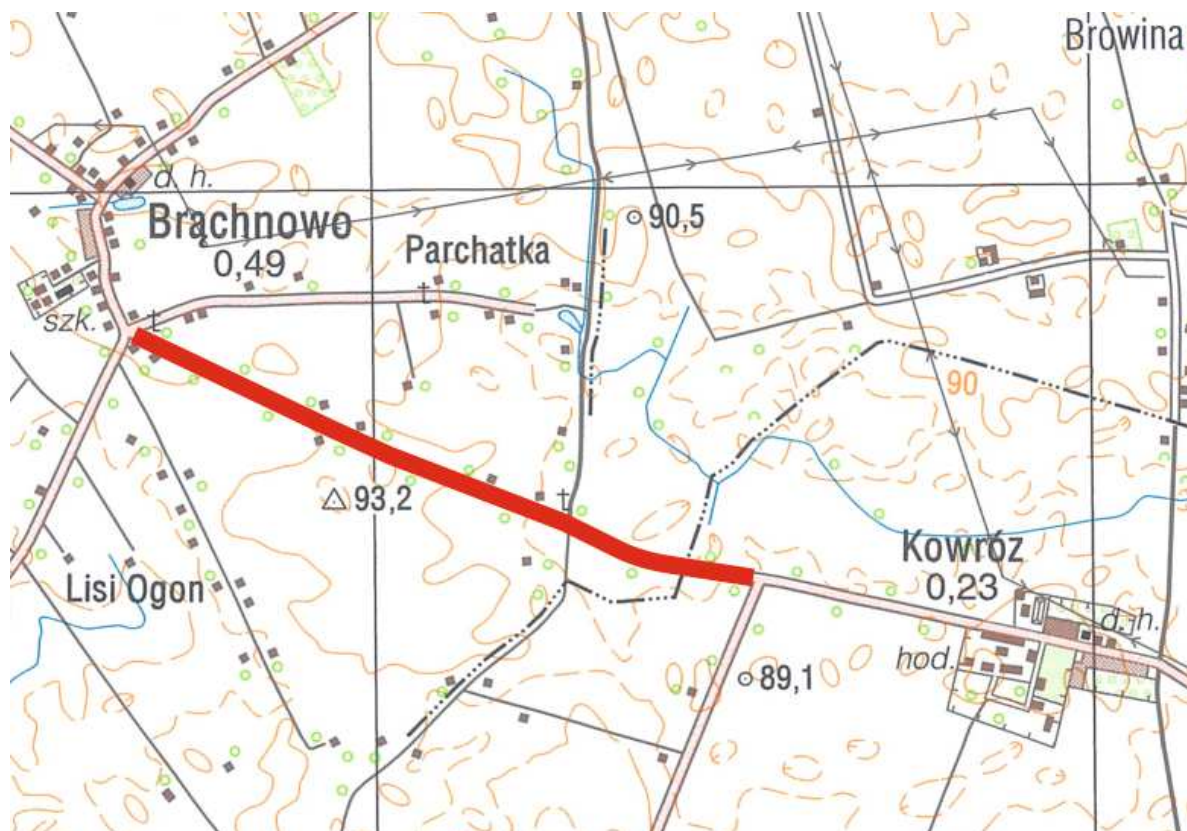 Browina
d. h.
Brąchnowo
0,49
90,5
Parchatka
szk.
t
t
90
93,2
t
Kowróz
0,23
Lisi Ogon
d. h.
hod.
89,1